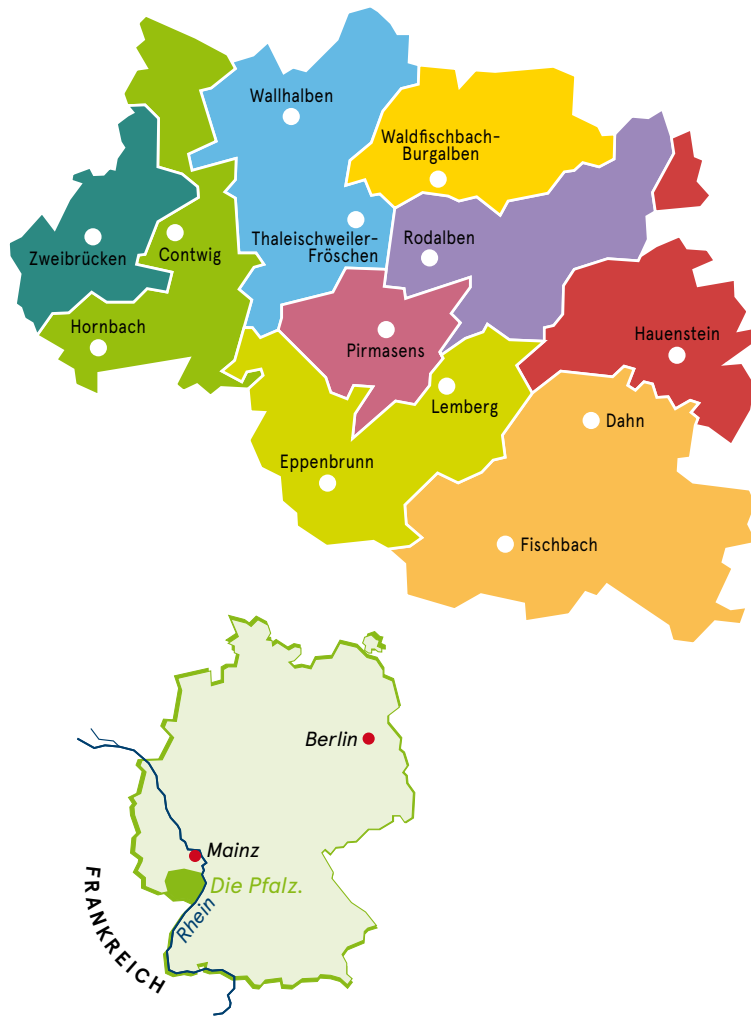 Wallhalben
Waldfischbach-
Burgalben
Thaleischweiler-
Fröschen
Rodalben
Zweibrücken
Contwig
Hornbach
Pirmasens
Hauenstein
Lemberg
Dahn
Eppenbrunn
Fischbach
Berlin
Mainz
Die Pfalz.
Rhein
FRANKREICH